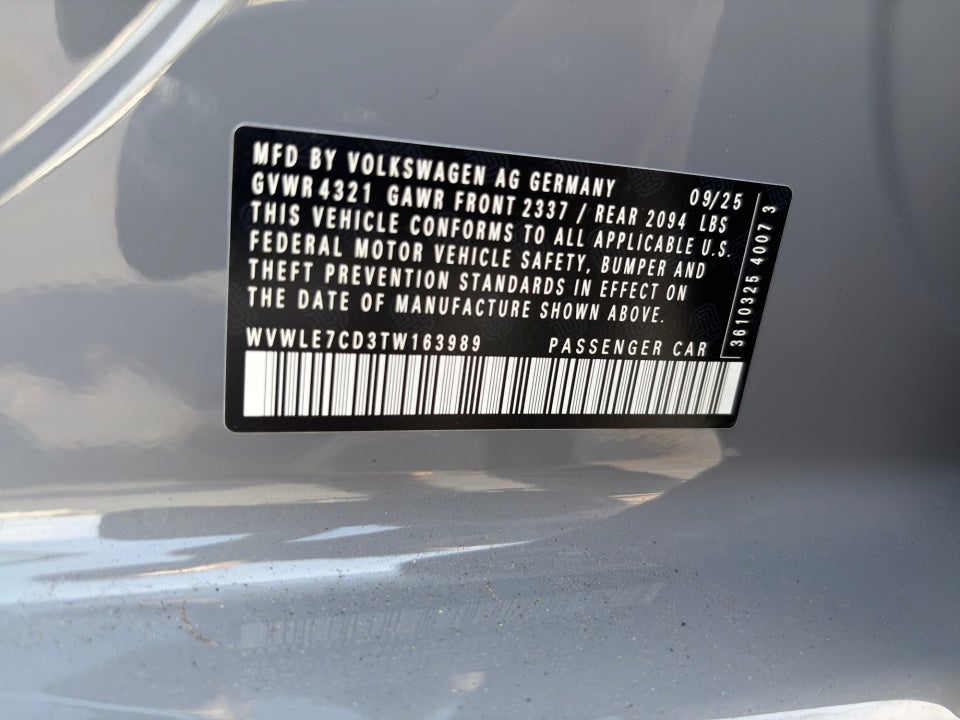 MFD BY VOLKSWAGEN AG GERMANY 09/25
GVWR 4321 GAWR FRONT 2337 / REAR 2094 LBS
THIS VEHICLE CONFORMS TO ALL APPLICABLE U.S.
FEDERAL MOTOR VEHICLE SAFETY, BUMPER AND
THEFT PREVENTION STANDARDS IN EFFECT ON
THE DATE OF MANUFACTURE SHOWN ABOVE.
WVWLE7CD3TW163989 PASSENGER CAR
3610325 4007 3